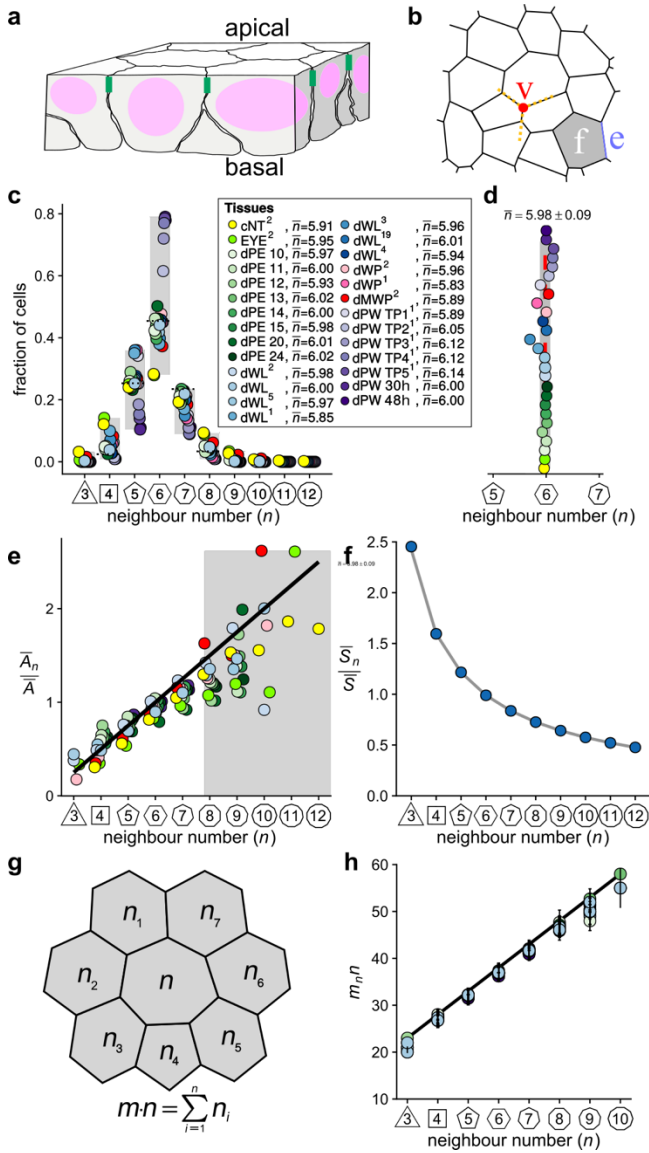 a
apical
basal
b
v
f
e
c
0.8
0.6
0.4
0.2
0.0
fraction of cells
3 4 5 6 7 8 9 10 11 12
neighbour number (n)
Tissues
cNT², n̅=5.91
EYE², n̅=5.95
dPE 10, n̅=5.97
dPE 11, n̅=6.00
dPE 12, n̅=5.93
dPE 13, n̅=6.02
dPE 14, n̅=6.00
dPE 15, n̅=5.98
dPE 20, n̅=6.01
dPE 24, n̅=6.02
dWL², n̅=5.98
dWL, n̅=6.00
dWL₅, n̅=5.97
dWL¹, n̅=5.85
dWL³, n̅=5.96
dWL¹⁹, n̅=6.01
dWL⁴, n̅=5.94
dWP², n̅=5.96
dWP¹, n̅=5.83
dMWP², n̅=5.89
dPW TP1¹, n̅=5.89
dPW TP2¹, n̅=6.05
dPW TP3¹, n̅=6.12
dPW TP4¹, n̅=6.12
dPW TP5¹, n̅=6.14
dPW 30h, n̅=6.00
dPW 48h, n̅=6.00
d
n̅=5.98±0.09
5 6 7
neighbour number (n)
e
2
1
0
A̅ₙ
A̅
3 4 5 6 7 8 9 10 11 12
neighbour number (n)
f
n̅=5.98±0.09
2.5
2.0
1.5
1.0
0.5
0.0
S̅ₙ
S̅
3 4 5 6 7 8 9 10 11 12
neighbour number (n)
g
n₁ n₇
n₂ n n₆
n₃ n₄ n₅
m·n=∑ⁿᵢ₌₁nᵢ
h
60
50
40
30
20
10
mₙn
3 4 5 6 7 8 9 10
neighbour number (n)